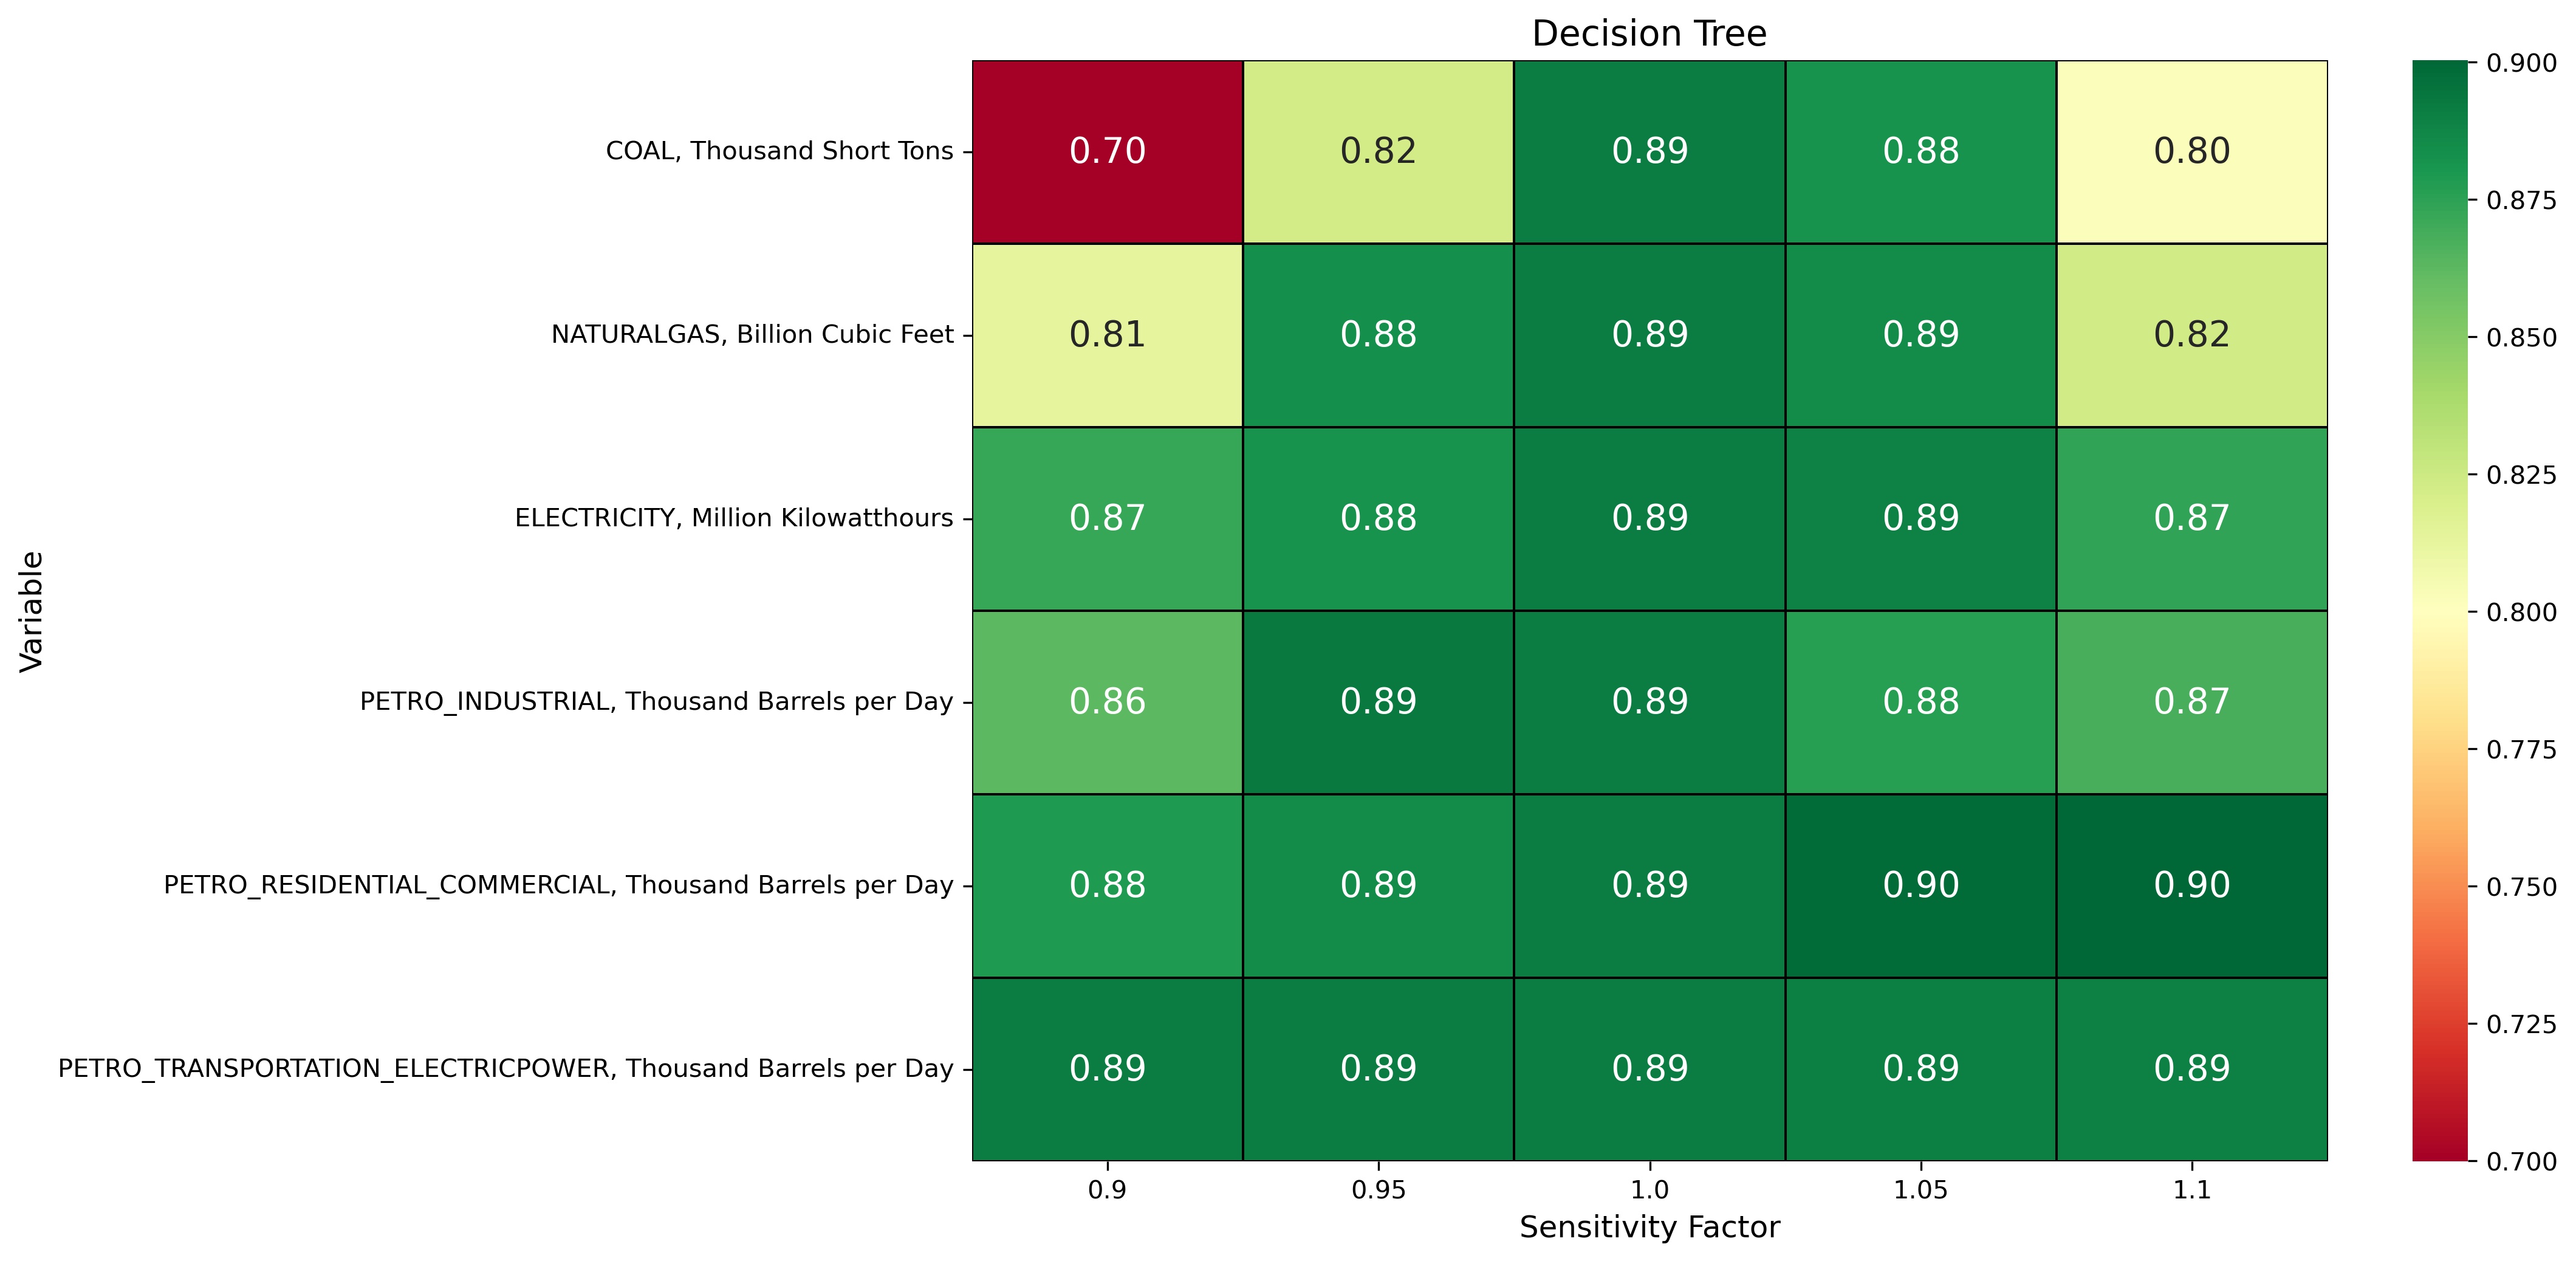 Decision Tree
Variable
COAL, Thousand Short Tons 0.70 0.82 0.89 0.88 0.80
NATURALGAS, Billion Cubic Feet 0.81 0.88 0.89 0.89 0.82
ELECTRICITY, Million Kilowatthours 0.87 0.88 0.89 0.89 0.87
PETRO_INDUSTRIAL, Thousand Barrels per Day 0.86 0.89 0.89 0.88 0.87
PETRO_RESIDENTIAL_COMMERCIAL, Thousand Barrels per Day 0.88 0.89 0.89 0.90 0.90
PETRO_TRANSPORTATION_ELECTRICPOWER, Thousand Barrels per Day 0.89 0.89 0.89 0.89 0.89
0.9 0.95 1.0 1.05 1.1
Sensitivity Factor
0.900
0.875
0.850
0.825
0.800
0.775
0.750
0.725
0.700